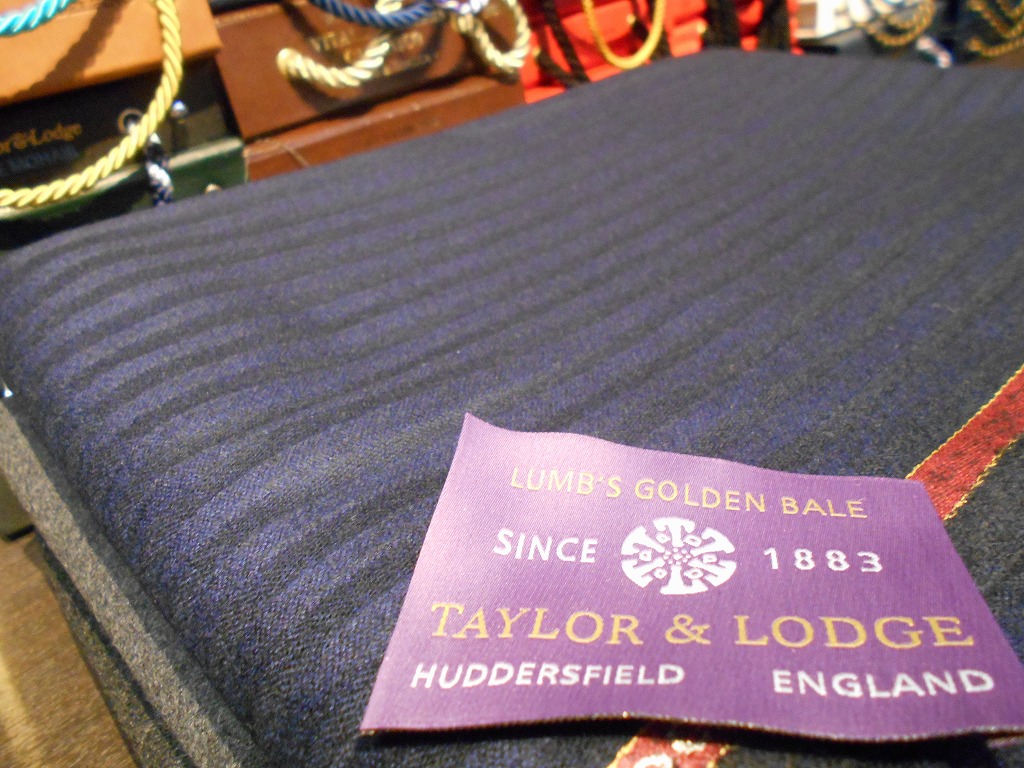 LUMB'S GOLDEN BALE
SINCE 1883
TAYLOR & LODGE
HUDDERSFIELD ENGLAND